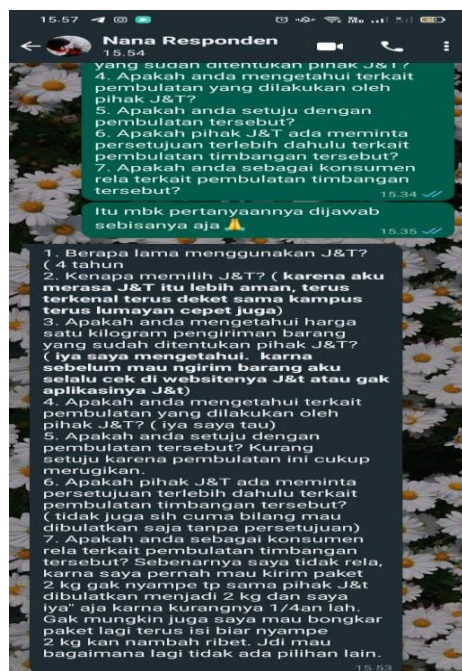 15.57
Nana Responden
15.54
yang sudah ditentukan pihak J&T?
4. Apakah anda mengetahui terkait
pembulatan yang dilakukan oleh
pihak J&T?
5. Apakah anda setuju dengan
pembulatan tersebut?
6. Apakah pihak J&T ada meminta
persetujuan terlebih dahulu terkait
pembulatan timbangan tersebut?
7. Apakah anda sebagai konsumen
rela terkait pembulatan timbangan
tersebut?
15.34
Itu mbk pertanyaannya dijawab
sebisanya aja 🙏
15.35
1. Berapa lama menggunakan J&T?
( 4 tahun
2. Kenapa memilih J&T? ( karena aku
merasa J&T itu lebih aman, terus
terkenal terus deket sama kampus
terus lumayan cepet juga)
3. Apakah anda mengetahui harga
satu kilogram pengiriman barang
yang sudah ditentukan pihak J&T?
( iya saya mengetahui. karna
sebelum mau ngirim barang aku
selalu cek di websitenya J&t atau gak
aplikasinya J&t)
4. Apakah anda mengetahui terkait
pembulatan yang dilakukan oleh
pihak J&T? ( iya saya tau)
5. Apakah anda setuju dengan
pembulatan tersebut? Kurang
setuju karena pembulatan ini cukup
merugikan.
6. Apakah pihak J&T ada meminta
persetujuan terlebih dahulu terkait
pembulatan timbangan tersebut?
( tidak juga sih cuma bilang mau
dibulatkan saja tanpa persetujuan)
7. Apakah anda sebagai konsumen
rela terkait pembulatan timbangan
tersebut? Sebenarnya saya tidak rela,
karna saya pernah mau kirim paket
2 kg gak nyampe tp sama pihak J&t
dibulatkan menjadi 2 kg dan saya
iya" aja karna kurangnya 1/4an lah.
Gak mungkin juga saya mau bongkar
paket lagi terus isi biar nyampe
2 kg kan nambah ribet. Jdi mau
bagaimana lagi tidak ada pilihan lain.
15.53